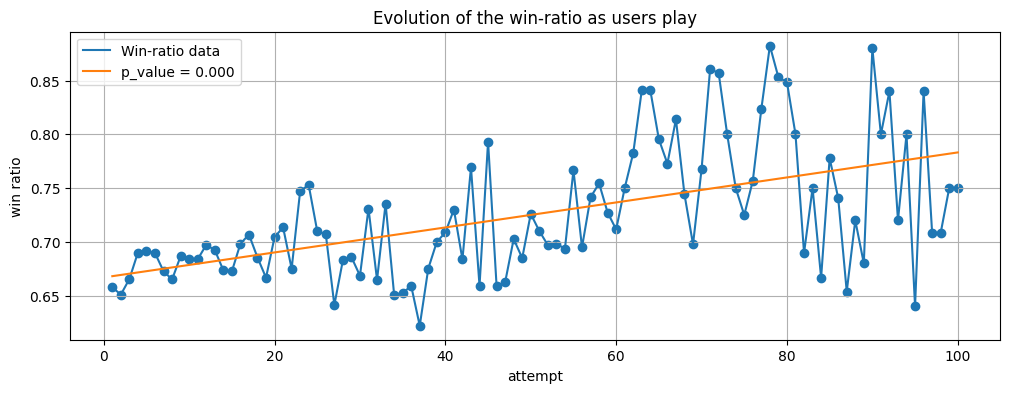 Evolution of the win-ratio as users play
Win-ratio data
p_value = 0.000
win ratio
0.85
0.80
0.75
0.70
0.65
0
20
40
60
80
100
attempt